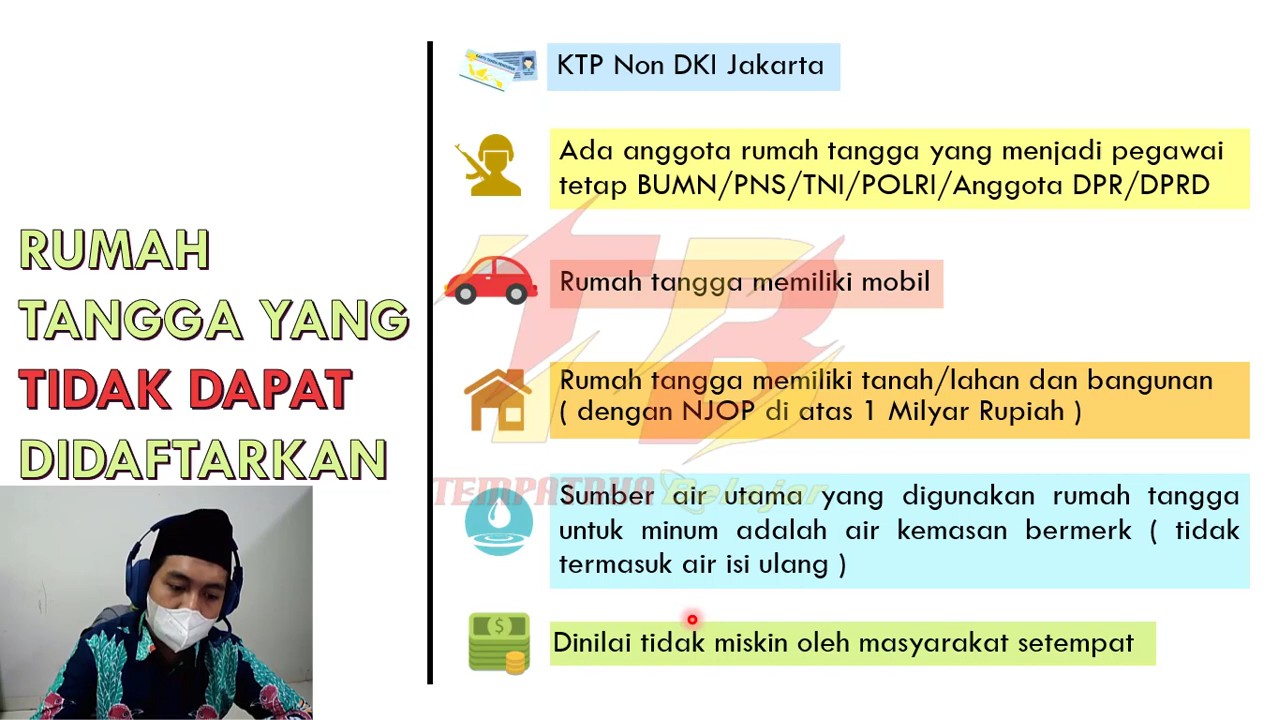 RUMAH
TANGGA YANG
TIDAK DAPAT
DIDAFTARKAN
KTP Non DKI Jakarta
Ada anggota rumah tangga yang menjadi pegawai
tetap BUMN/PNS/TNI/POLRI/Anggota DPR/DPRD
Rumah tangga memiliki mobil
Rumah tangga memiliki tanah/lahan dan bangunan
( dengan NJOP di atas 1 Milyar Rupiah )
Sumber air utama yang digunakan rumah tangga
untuk minum adalah air kemasan bermerk ( tidak
termasuk air isi ulang )
Dinilai tidak miskin oleh masyarakat setempat
TB
TEMPATNYA Belajar